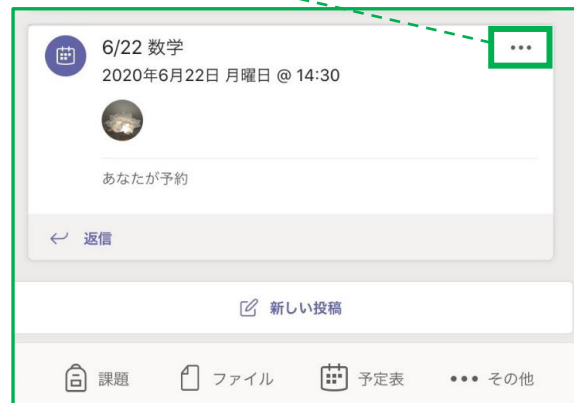 6/22 数学
2020年6月22日 月曜日 @ 14:30
あなたが予約
返信
新しい投稿
課題 ファイル 予定表 その他